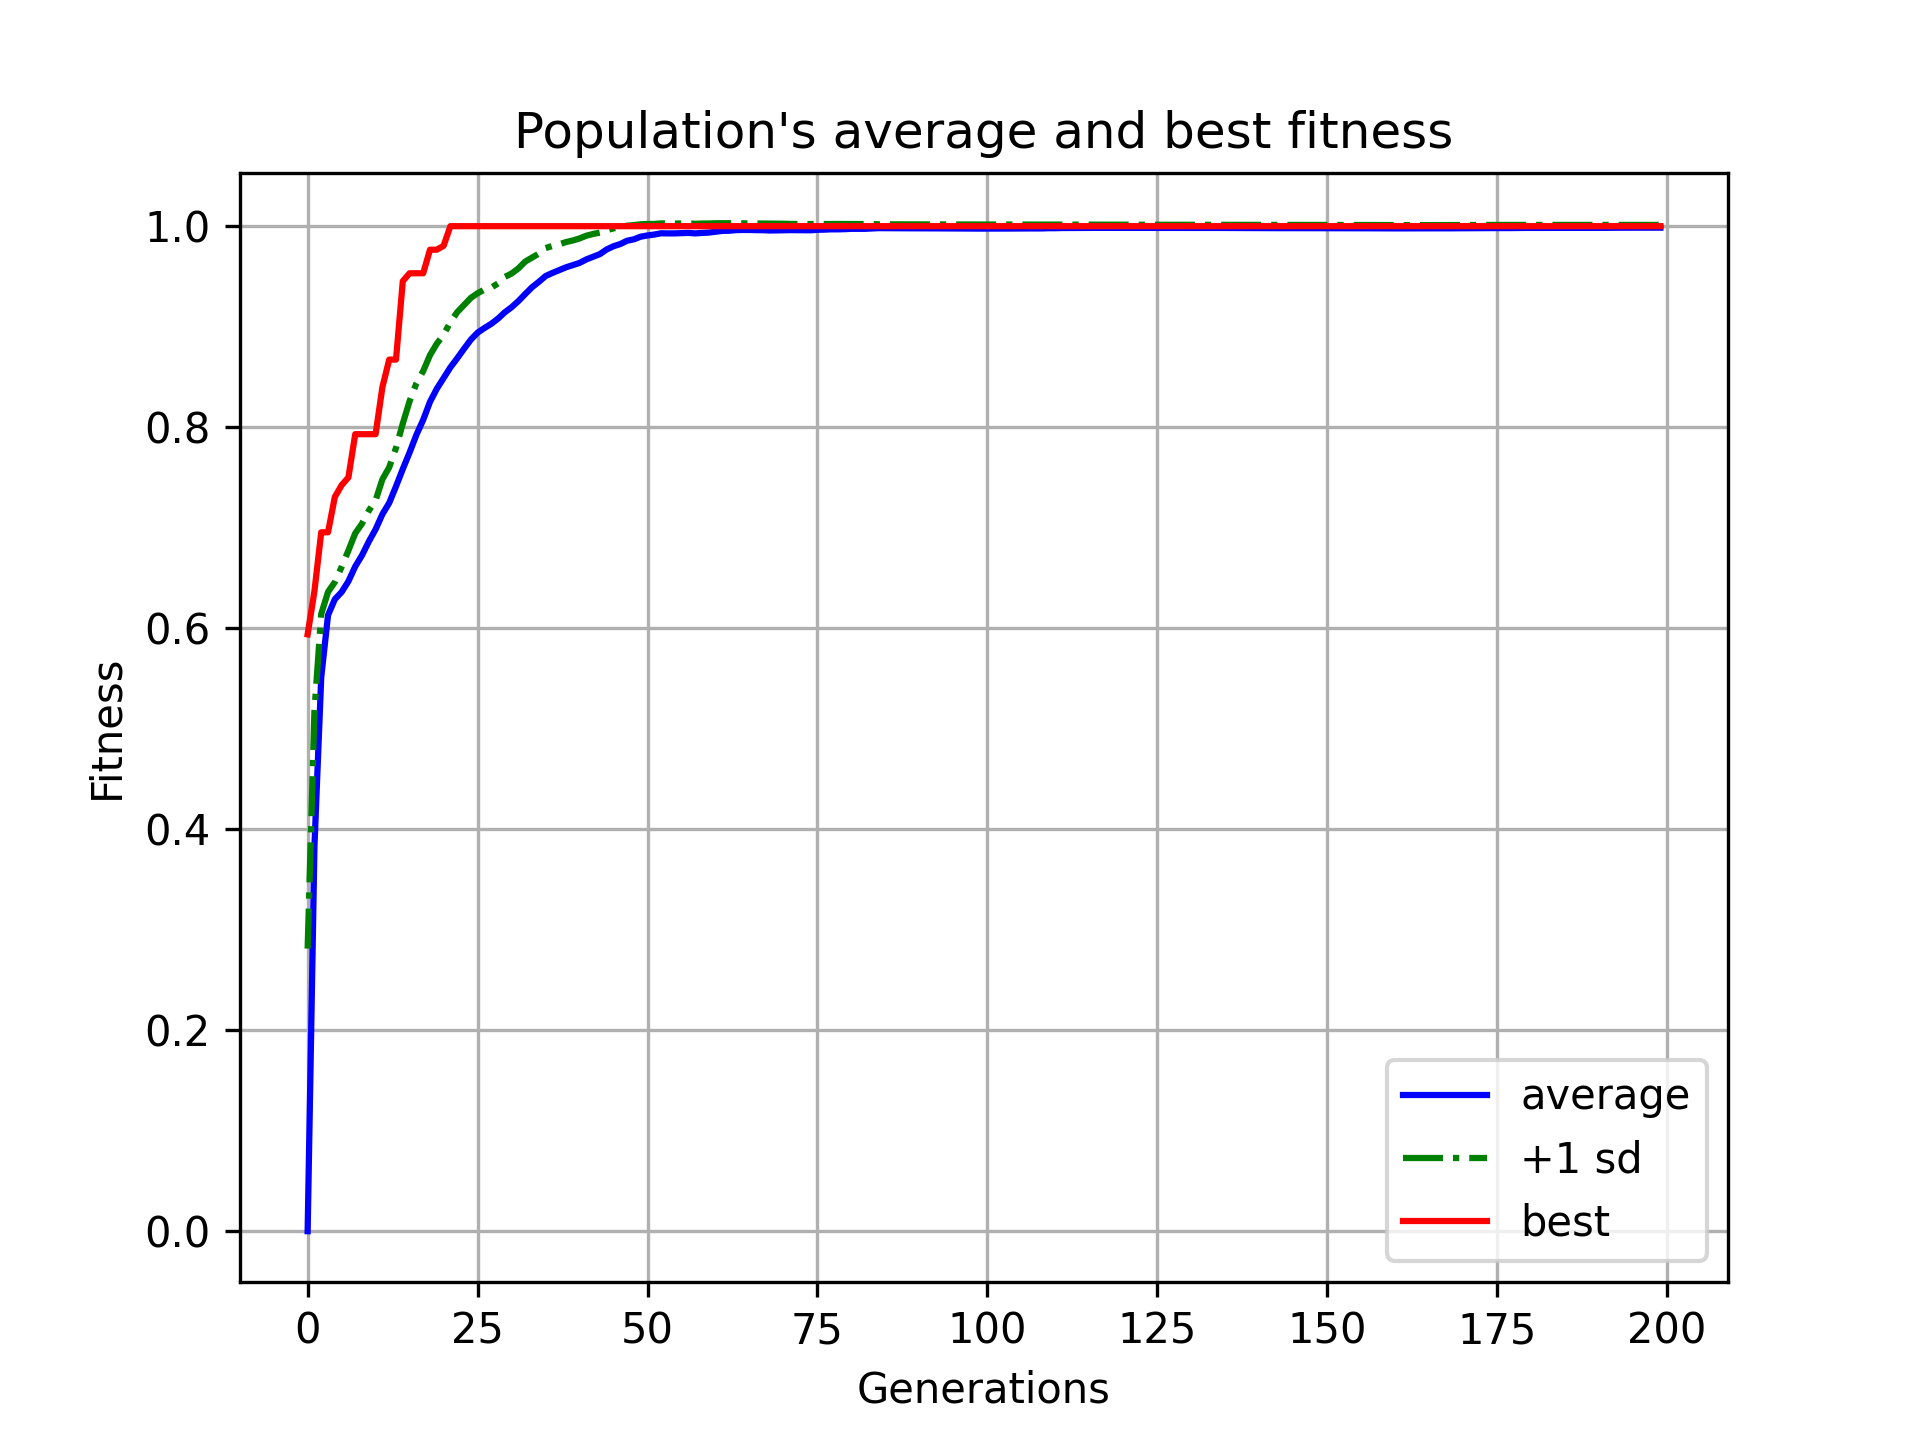 Population's average and best fitness
1.0
0.8
0.6
0.4
0.2
0.0
Fitness
0 25 50 75 100 125 150 175 200
Generations
average
+1 sd
best